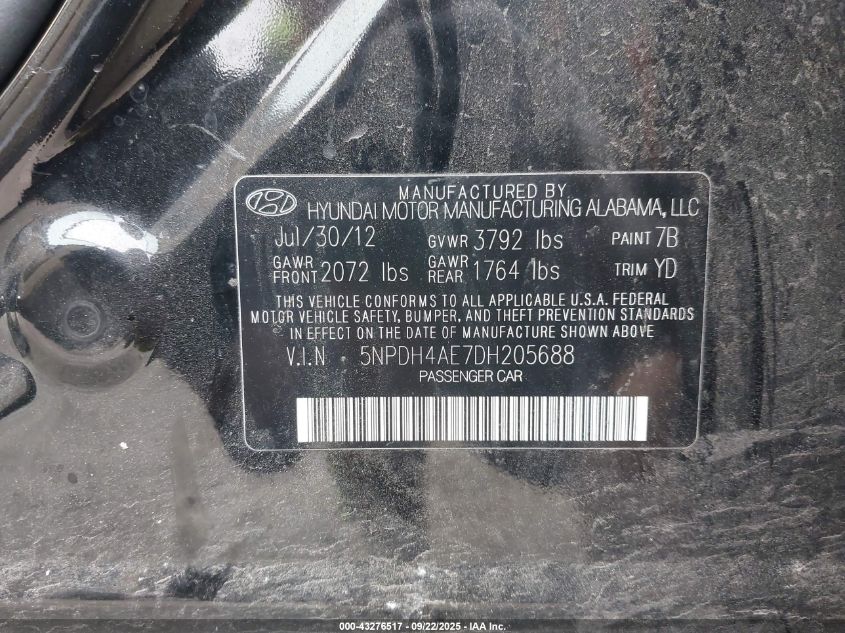 MANUFACTURED BY
HYUNDAI MOTOR MANUFACTURING ALABAMA, LLC
Jul/30/12 GVWR 3792 lbs PAINT 7B
GAWR FRONT 2072 lbs GAWR REAR 1764 lbs TRIM YD
THIS VEHICLE CONFORMS TO ALL APPLICABLE U.S.A. FEDERAL
MOTOR VEHICLE SAFETY, BUMPER, AND THEFT PREVENTION STANDARDS
IN EFFECT ON THE DATE OF MANUFACTURE SHOWN ABOVE
V.I.N 5NPDH4AE7DH205688
PASSENGER CAR
000-43276517 - 09/22/2025 - IAA Inc.